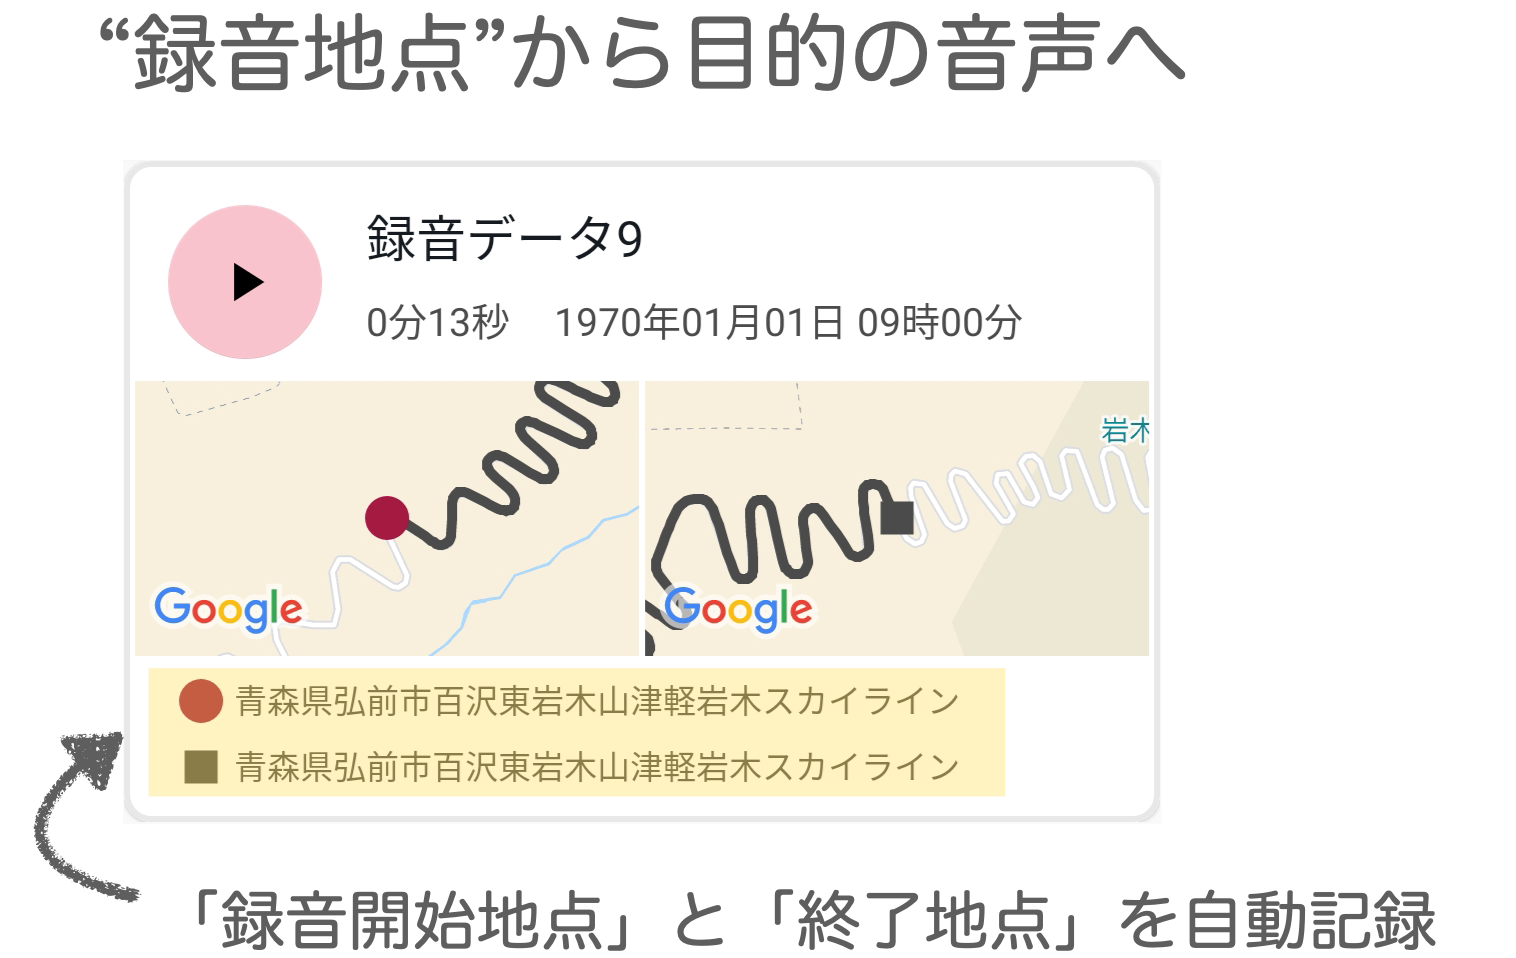 “録音地点”から目的の音声へ
録音データ9
0分13秒 1970年01月01日 09時00分
岩木
Google
Google
青森県弘前市百沢東岩木山津軽岩木スカイライン
青森県弘前市百沢東岩木山津軽岩木スカイライン
「録音開始地点」と「終了地点」を自動記録